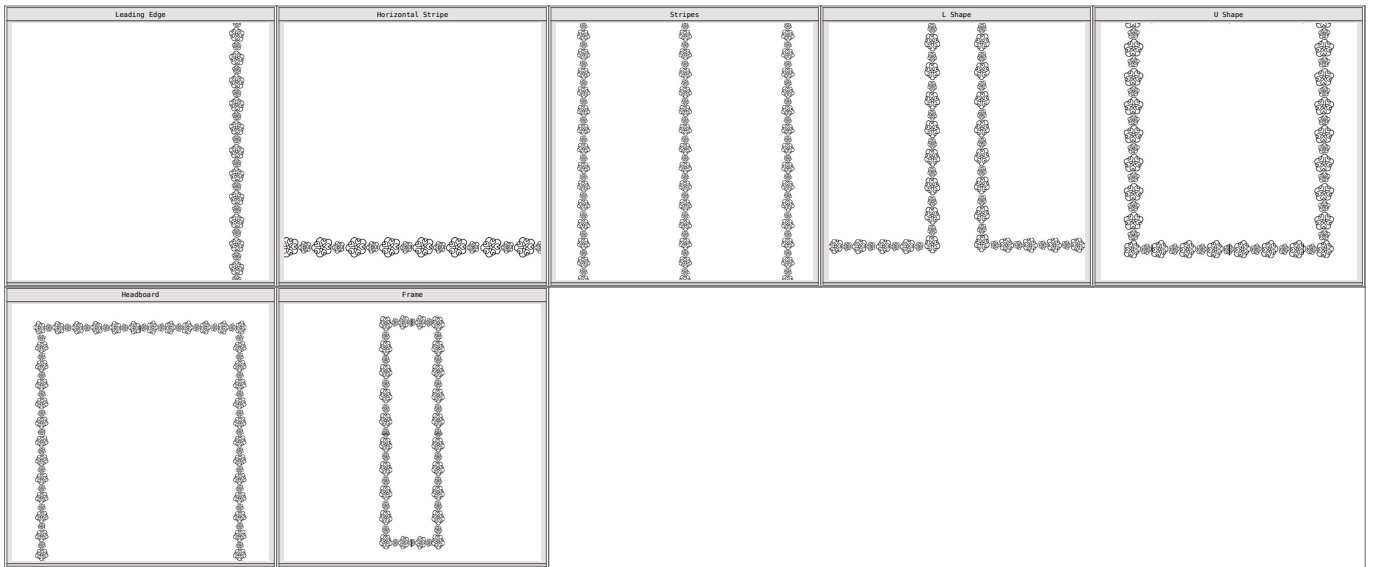 Leading Edge
Horizontal Stripe
Stripes
L Shape
U Shape
Headboard
Frame